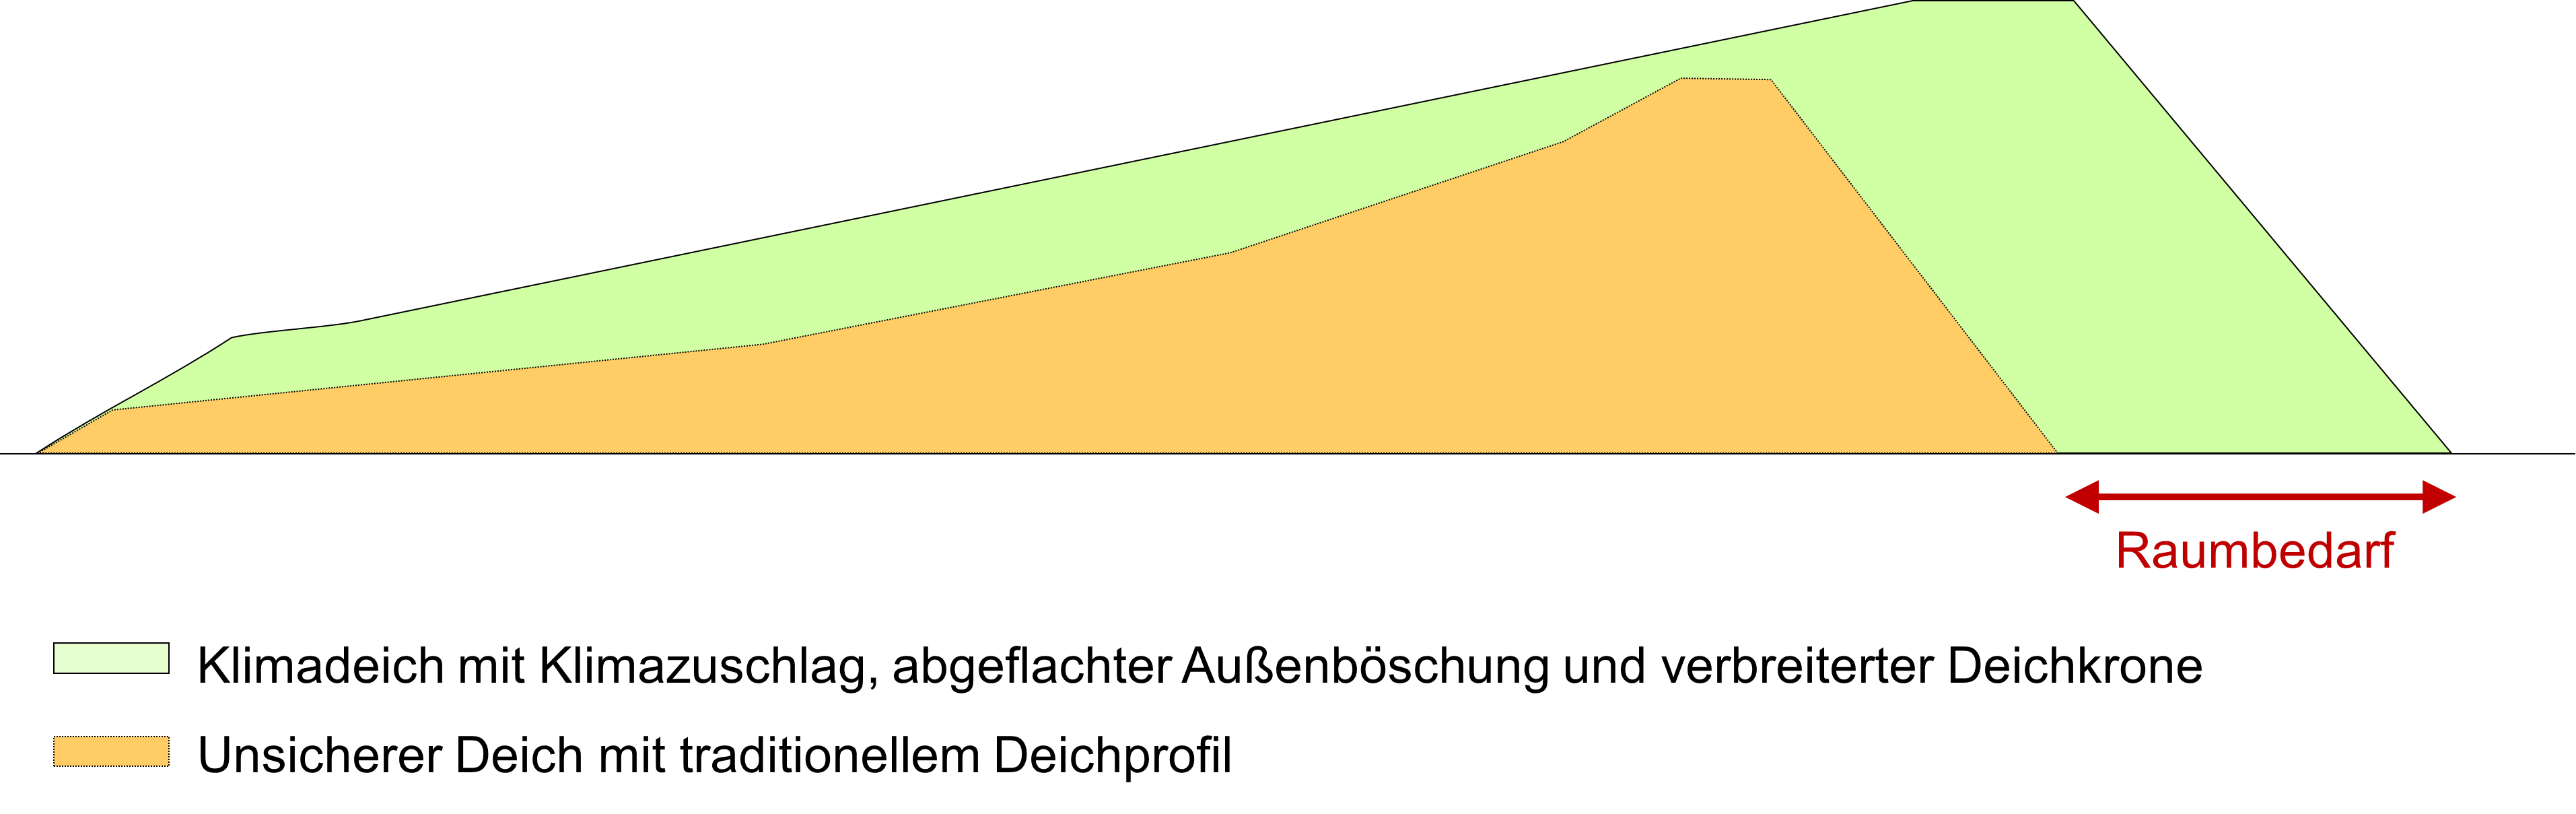 Raumbedarf
Klimadeich mit Klimazuschlag, abgeflachter Außenböschung und verbreiterter Deichkrone
Unsicherer Deich mit traditionellem Deichprofil